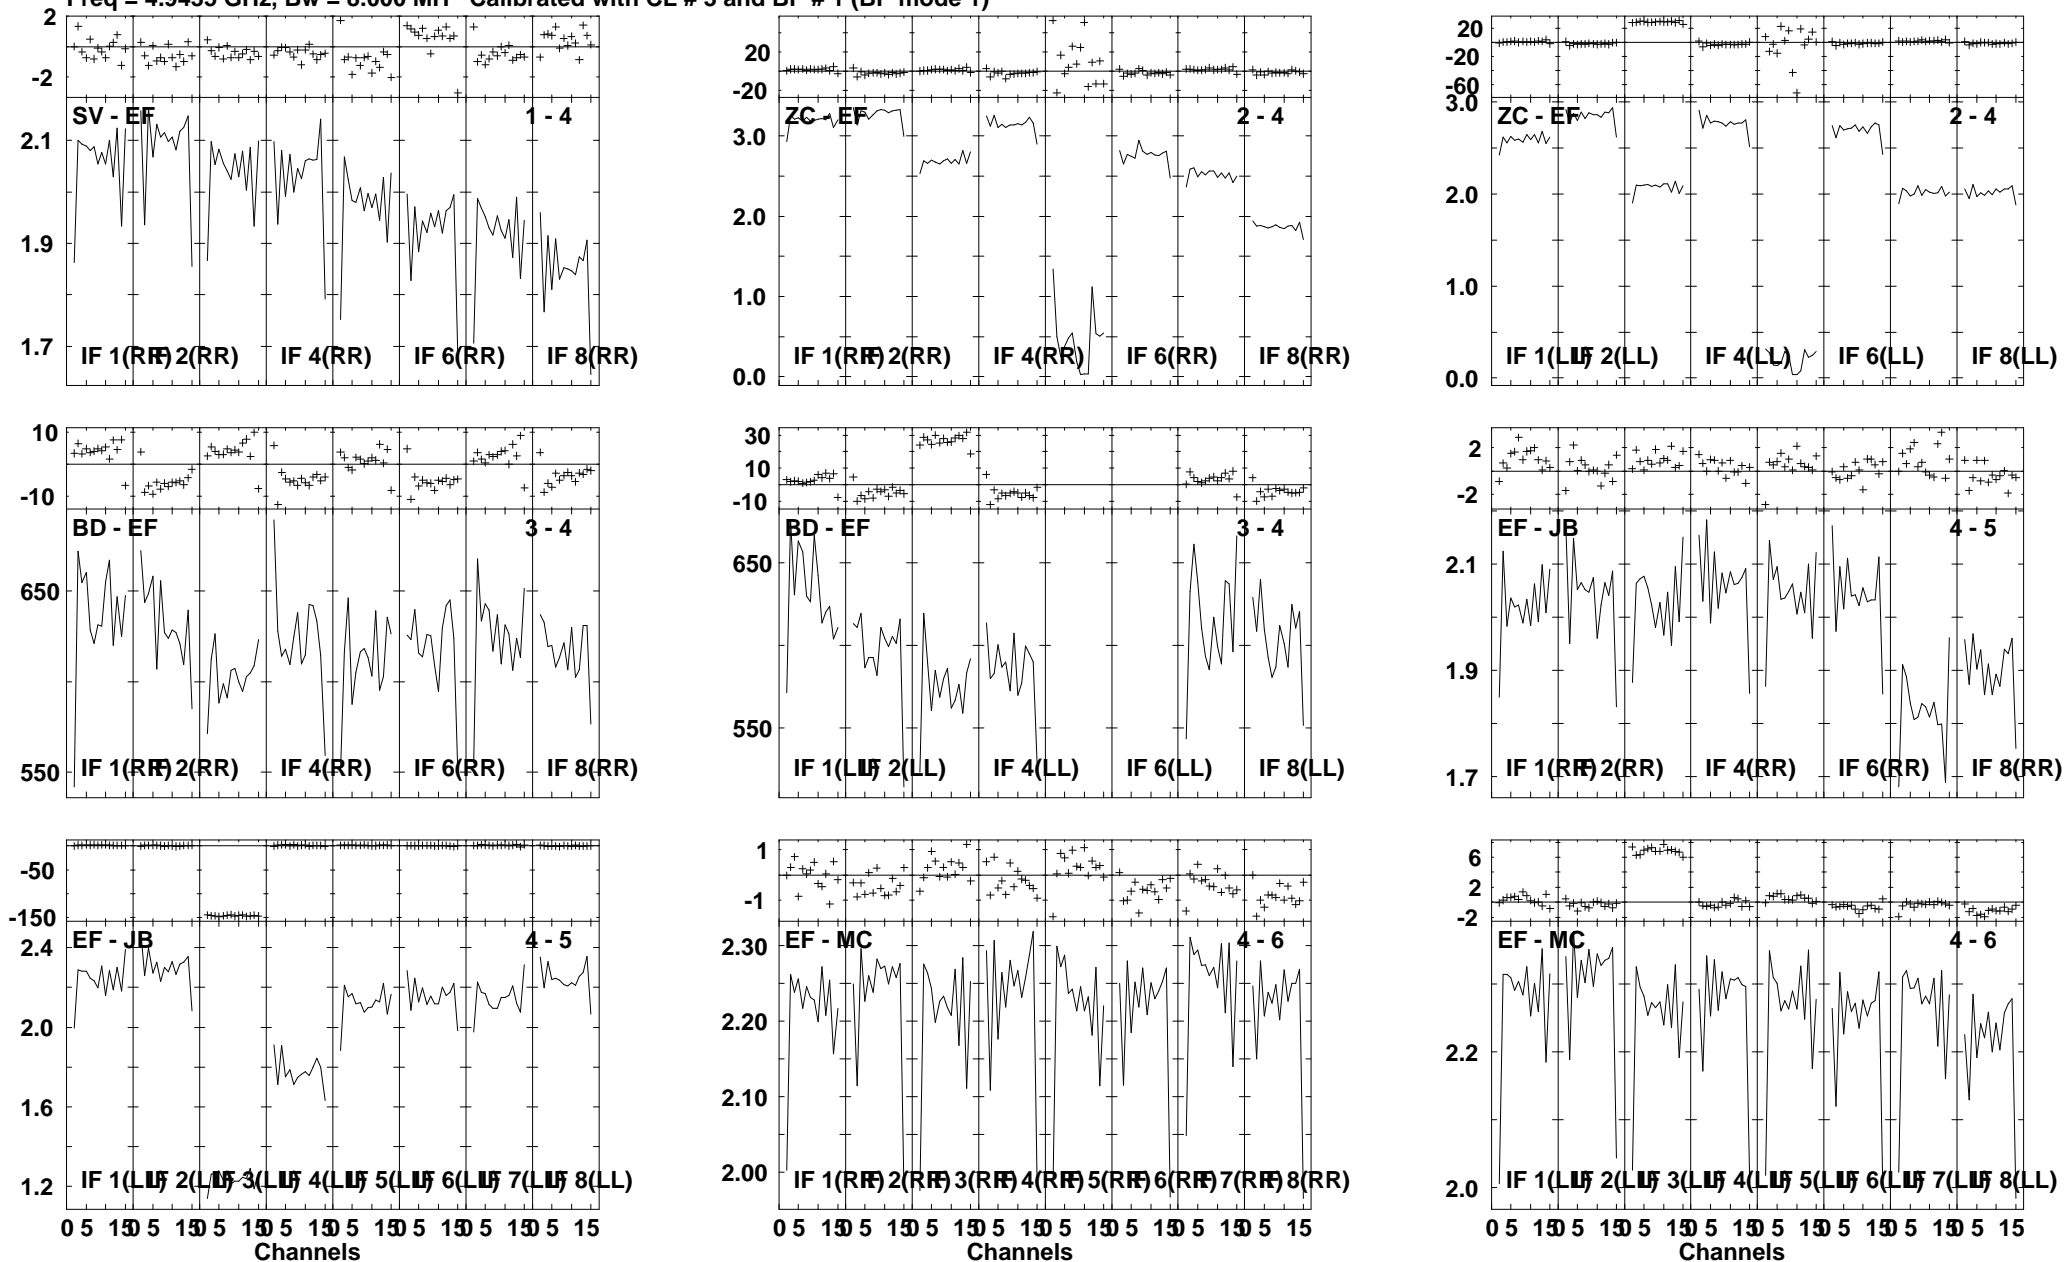 Freq = 4.9435 GHz, Bw = 8.000 MH Calibrated with CL # 3 and BP # 1 (BP mode 1)
2
-2
SV - EF
1 - 4
2.1
1.9
1.7
IF 1(RR) IF 2(RR) IF 4(RR) IF 6(RR) IF 8(RR)
20
-20
ZC - EF
2 - 4
3.0
2.0
1.0
0.0
IF 1(RR) IF 2(RR) IF 4(RR) IF 6(RR) IF 8(RR)
20
-20
-60
3.0
ZC - EF
2 - 4
2.0
1.0
0.0
IF 1(LL) IF 2(LL) IF 4(LL) IF 6(LL) IF 8(LL)
10
-10
BD - EF
3 - 4
650
550
IF 1(RR) IF 2(RR) IF 4(RR) IF 6(RR) IF 8(RR)
30
10
-10
BD - EF
3 - 4
650
550
IF 1(LL) IF 2(LL) IF 4(LL) IF 6(LL) IF 8(LL)
2
-2
EF - JB
4 - 5
2.1
1.9
1.7
IF 1(RR) IF 2(RR) IF 4(RR) IF 6(RR) IF 8(RR)
-50
-150
EF - JB
4 - 5
2.4
2.0
1.6
1.2
IF 1(LL) IF 2(LL) IF 3(LL) IF 4(LL) IF 5(LL) IF 6(LL) IF 7(LL) IF 8(LL)
0 5 15 0 5 15 0 5 15 0 5 15 0 5 15 0 5 15 0 5 15 0 5 15
Channels
1
-1
EF - MC
4 - 6
2.30
2.20
2.10
2.00
IF 1(RR) IF 2(RR) IF 3(RR) IF 4(RR) IF 5(RR) IF 6(RR) IF 7(RR) IF 8(RR)
0 5 15 0 5 15 0 5 15 0 5 15 0 5 15 0 5 15 0 5 15 0 5 15
Channels
6
2
-2
EF - MC
4 - 6
2.2
2.0
IF 1(LL) IF 2(LL) IF 3(LL) IF 4(LL) IF 5(LL) IF 6(LL) IF 7(LL) IF 8(LL)
0 5 15 0 5 15 0 5 15 0 5 15 0 5 15 0 5 15 0 5 15 0 5 15
Channels